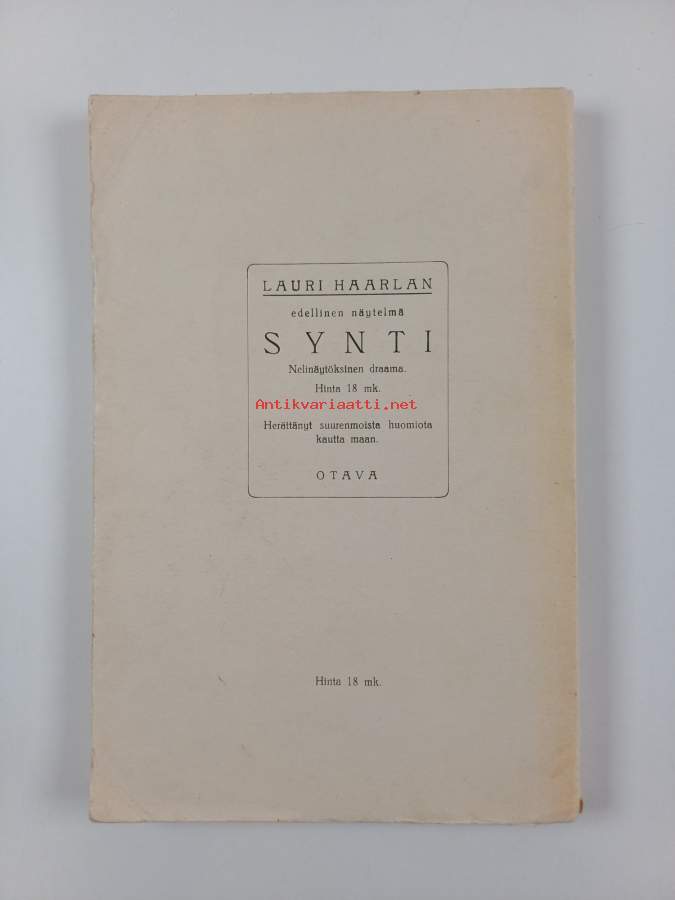 LAURI HAARLAN
edellinen näytelmä
SYNTI
Nelinäytöksinen draama.
Hinta 18 mk.
Antikvariaatti.net
Herättänyt suurenmoista huomiota
kautta maan.
OTAVA
Hinta 18 mk.